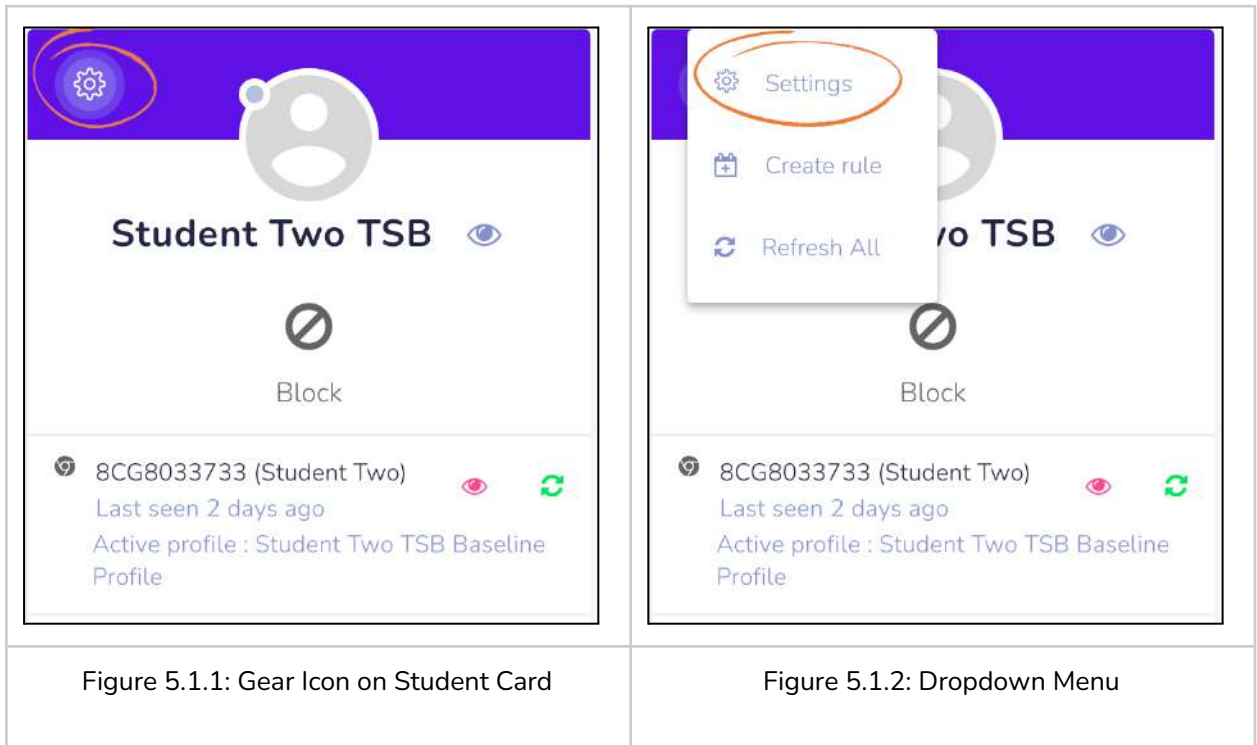 Student Two TSB
Block
8CG8033733 (Student Two)
Last seen 2 days ago
Active profile : Student Two TSB Baseline
Profile
Figure 5.1.1: Gear Icon on Student Card
Settings
Create rule
Refresh All
vo TSB
Block
8CG8033733 (Student Two)
Last seen 2 days ago
Active profile : Student Two TSB Baseline
Profile
Figure 5.1.2: Dropdown Menu